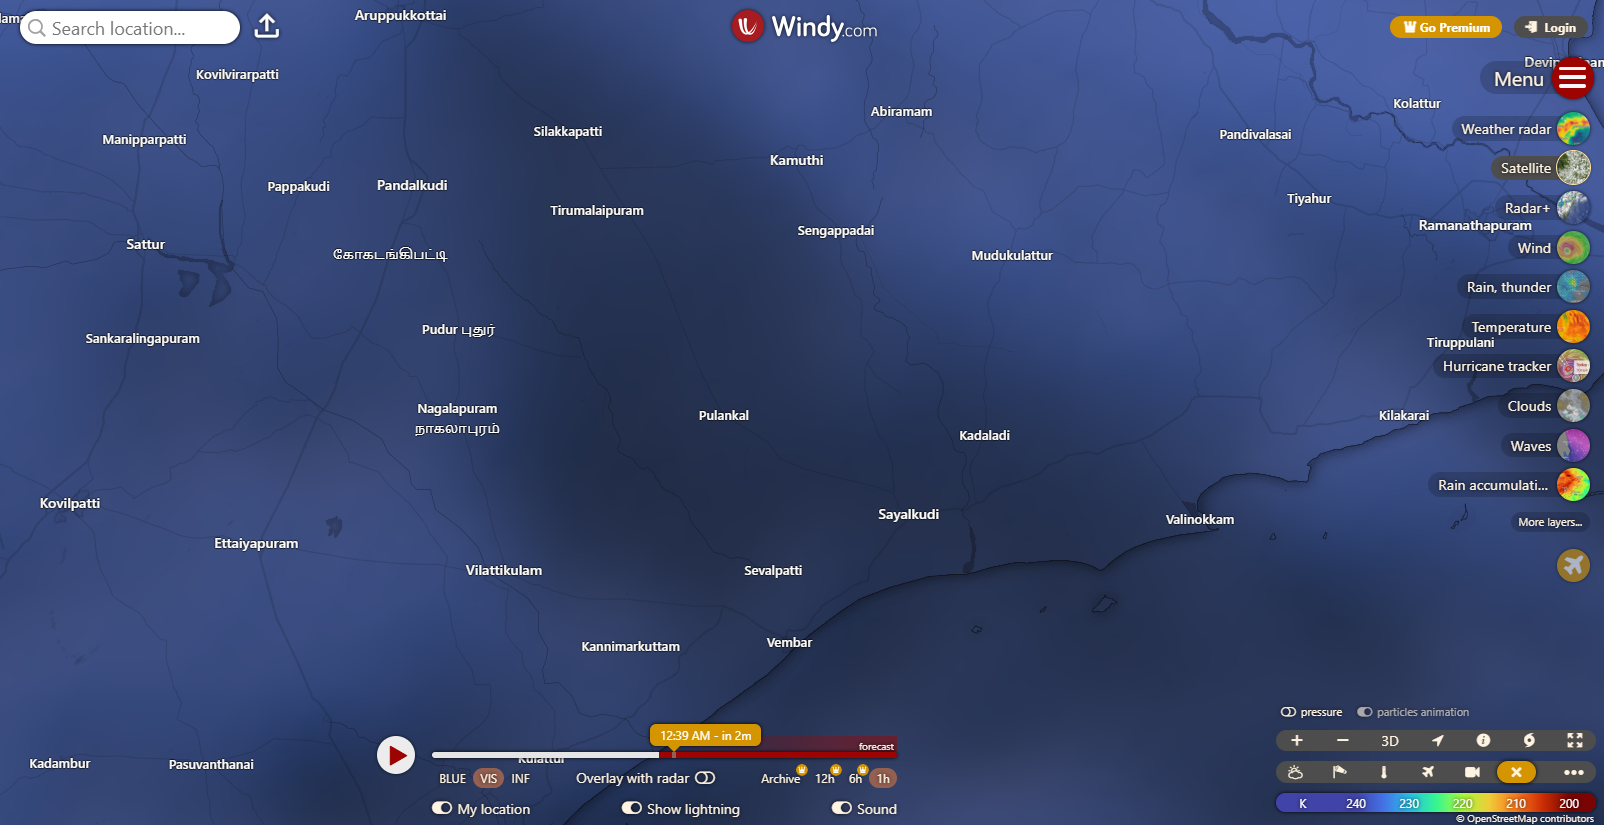 Aruppukkottai
Search location...
Windy.com
Go Premium
Login
Menu
Kovilvirarpatti
Kolattur
Abiramam
Silakkapatti
Weather radar
Pandivalasai
Manipparpatti
Kamuthi
Satellite
Pappakudi
Pandalkudi
Tiyahur
Radar+
Tirumalaipuram
Ramanathapuram
Sengappadai
Sattur
Wind
கோகடங்கிபட்டி
Mudukulattur
Rain, thunder
Pudur புதூர்
Temperature
Sankaralingapuram
Tiruppulani
Hurricane tracker
Nagalapuram
நாகலாபுரம்
Clouds
Pulankal
Kilakarai
Kadaladi
Waves
Rain accumulati...
Kovilpatti
Sayalkudi
Valinokkam
More layers...
Ettaiyapuram
Vilattikulam
Sevalpatti
Kannimarkuttam
Vembar
pressure
particles animation
12:39 AM - in 2m
forecast
3D
Kadambur
Pasuvanthanai
Kulattur
BLUE VIS INF
Overlay with radar
Archive 12h 6h 1h
My location
Show lightning
Sound
K 240 230 220 210 200
© OpenStreetMap contributors